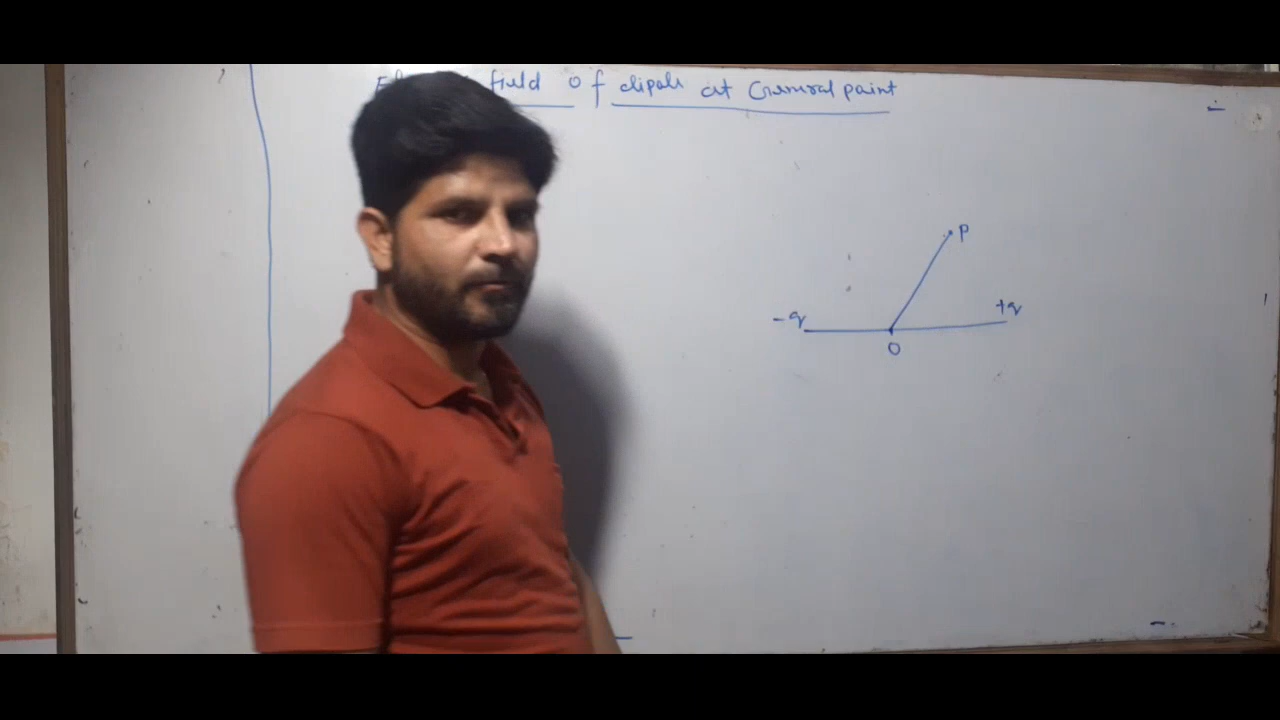 field of dipole at General point
P
-q +q
O